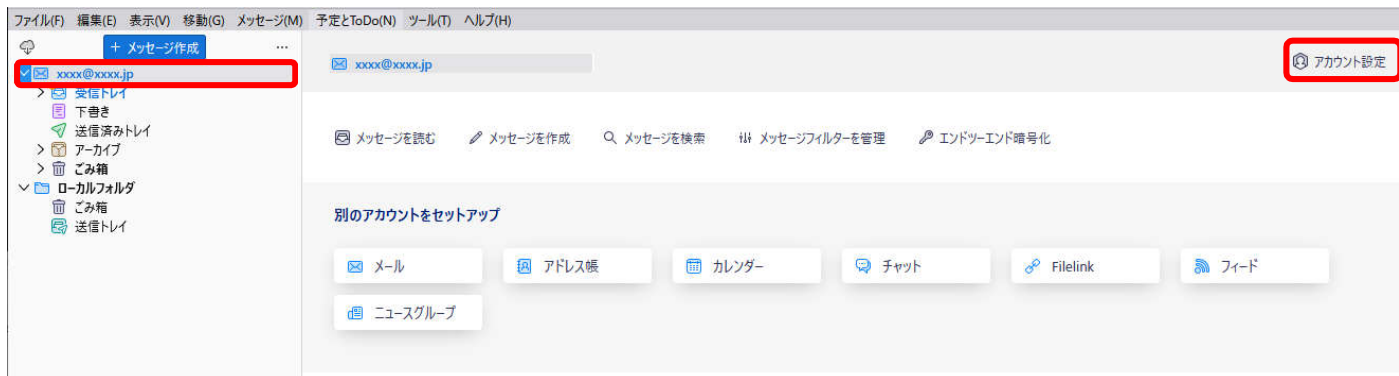 ファイル(F) 編集(E) 表示(V) 移動(G) メッセージ(M) 予定とToDo(N) ツール(T) ヘルプ(H)
+ メッセージ作成 …
xxxx@xxxx.jp
受信トレイ
下書き
送信済みトレイ
アーカイブ
ごみ箱
ローカルフォルダ
ごみ箱
送信トレイ
xxxx@xxxx.jp アカウント設定
メッセージを読む メッセージを作成 メッセージを検索 メッセージフィルターを管理 エンドツーエンド暗号化
別のアカウントをセットアップ
メール アドレス帳 カレンダー チャット Filelink フィード
ニュースグループ